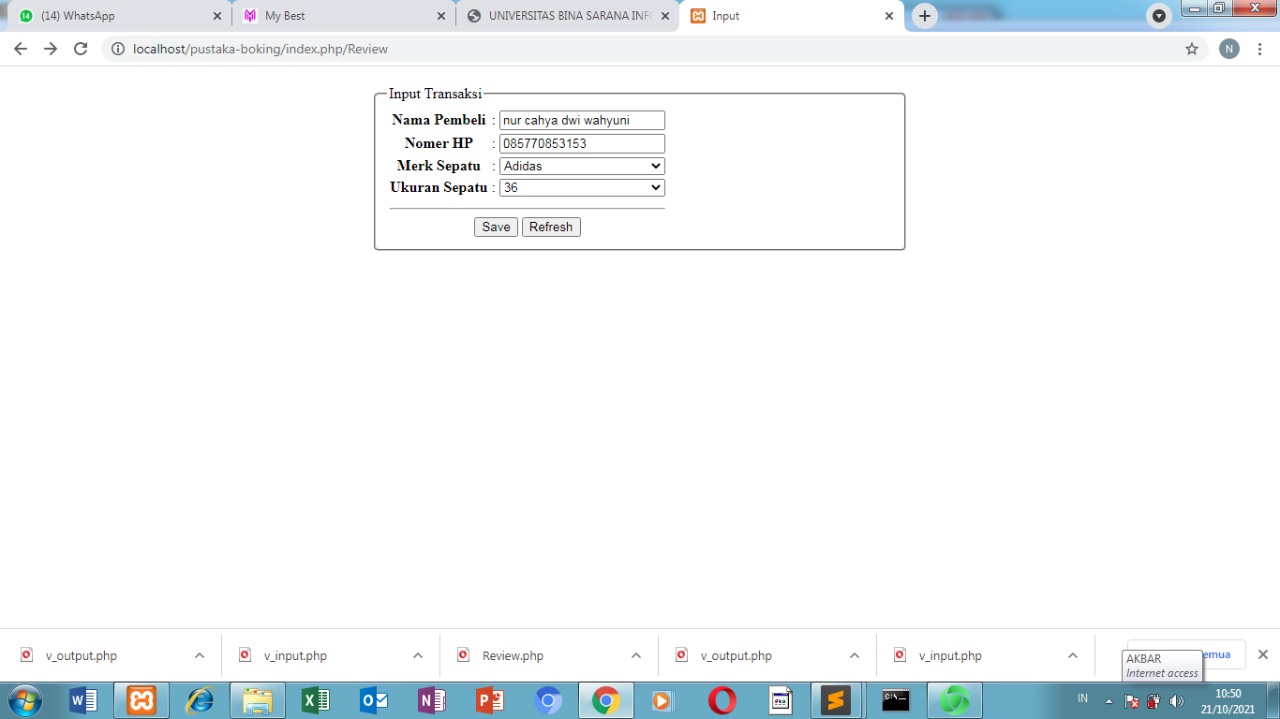 (14) WhatsApp
My Best
UNIVERSITAS BINA SARANA INF
Input
localhost/pustaka-boking/index.php/Review
N
Input Transaksi
Nama Pembeli : nur cahya dwi wahyuni
Nomer HP : 085770853153
Merk Sepatu : Adidas
Ukuran Sepatu : 36
Save Refresh
v_output.php
v_input.php
Review.php
v_output.php
v_input.php
emua
AKBAR
Internet access
IN
10:50
21/10/2021